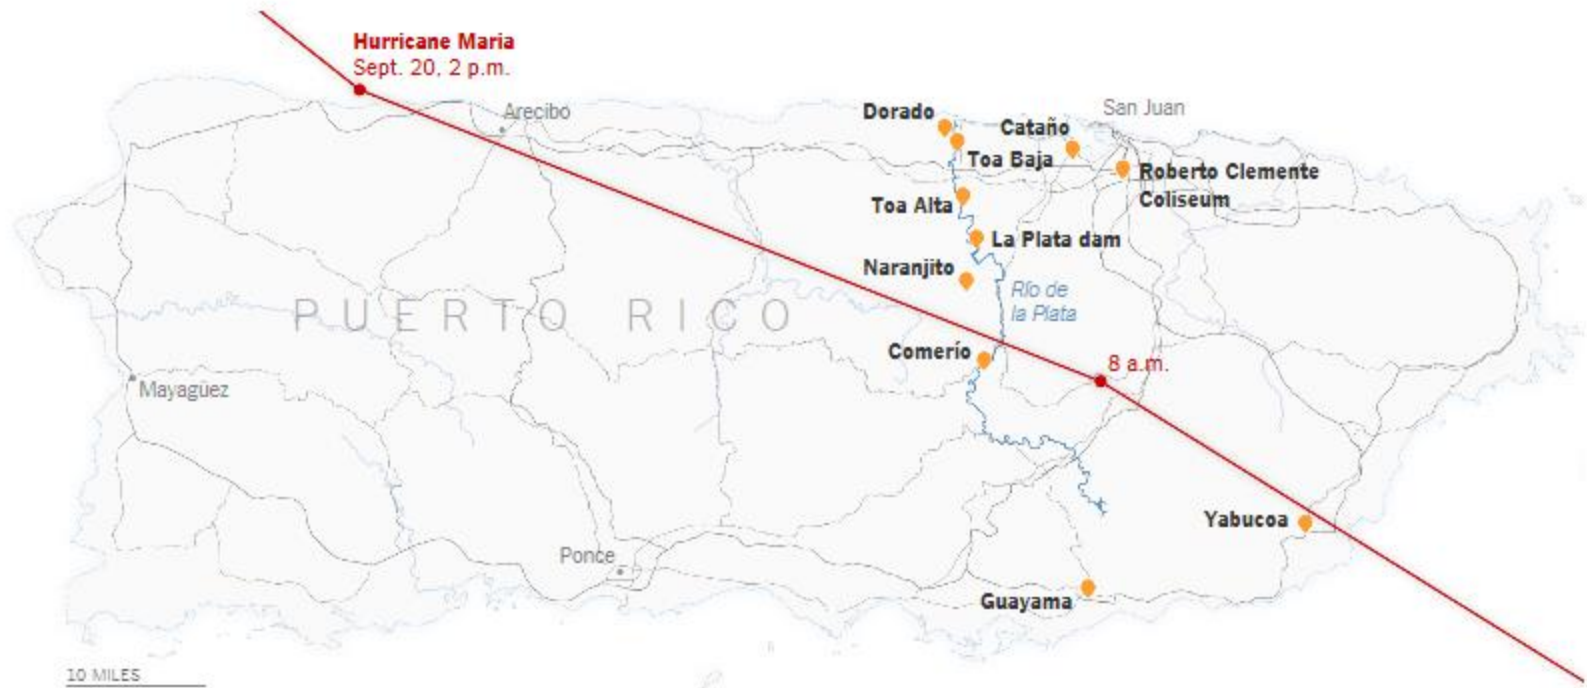 Hurricane Maria
Sept. 20, 2 p.m.
Arecibo
Dorado
Cataño
San Juan
Toa Baja
Roberto Clemente
Coliseum
Toa Alta
La Plata dam
Naranjito
Río de
la Plata
PUERTO RICO
Comerío
8 a.m.
Mayagüez
Yabucoa
Ponce
Guayama
10 MILES